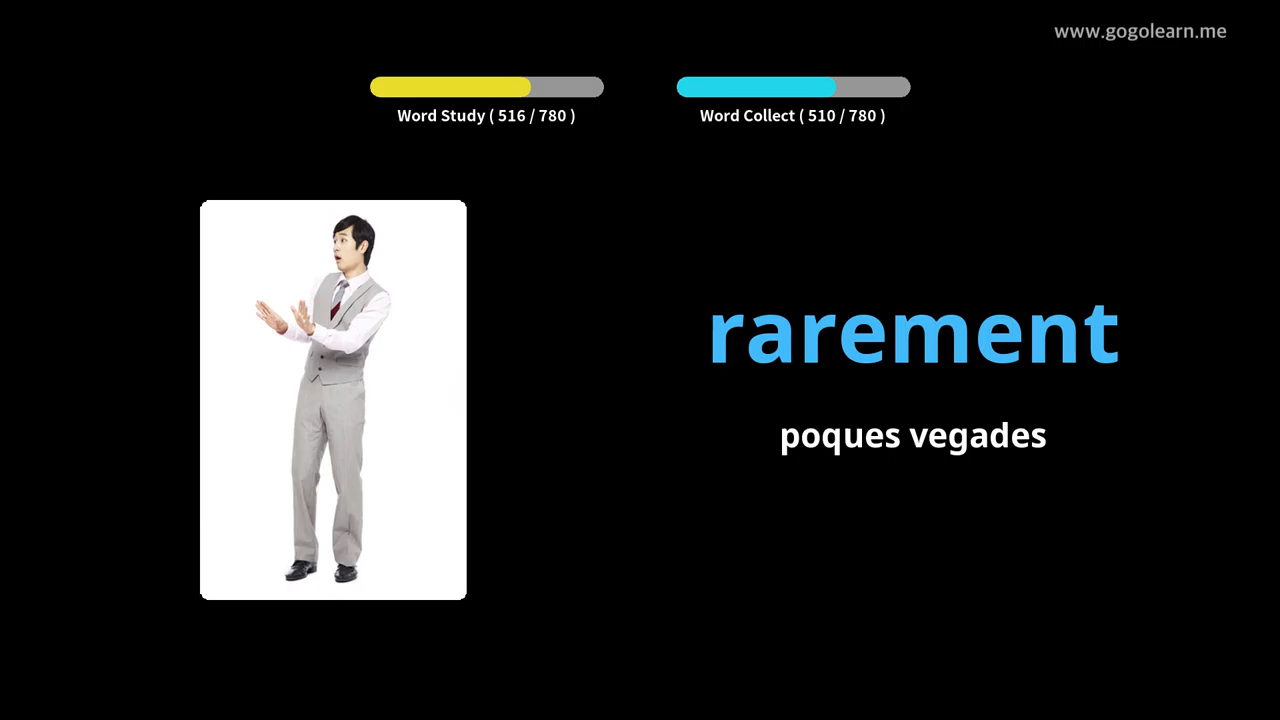 www.gogolearn.me
Word Study ( 516 / 780 )
Word Collect ( 510 / 780 )
rarement
poques vegades